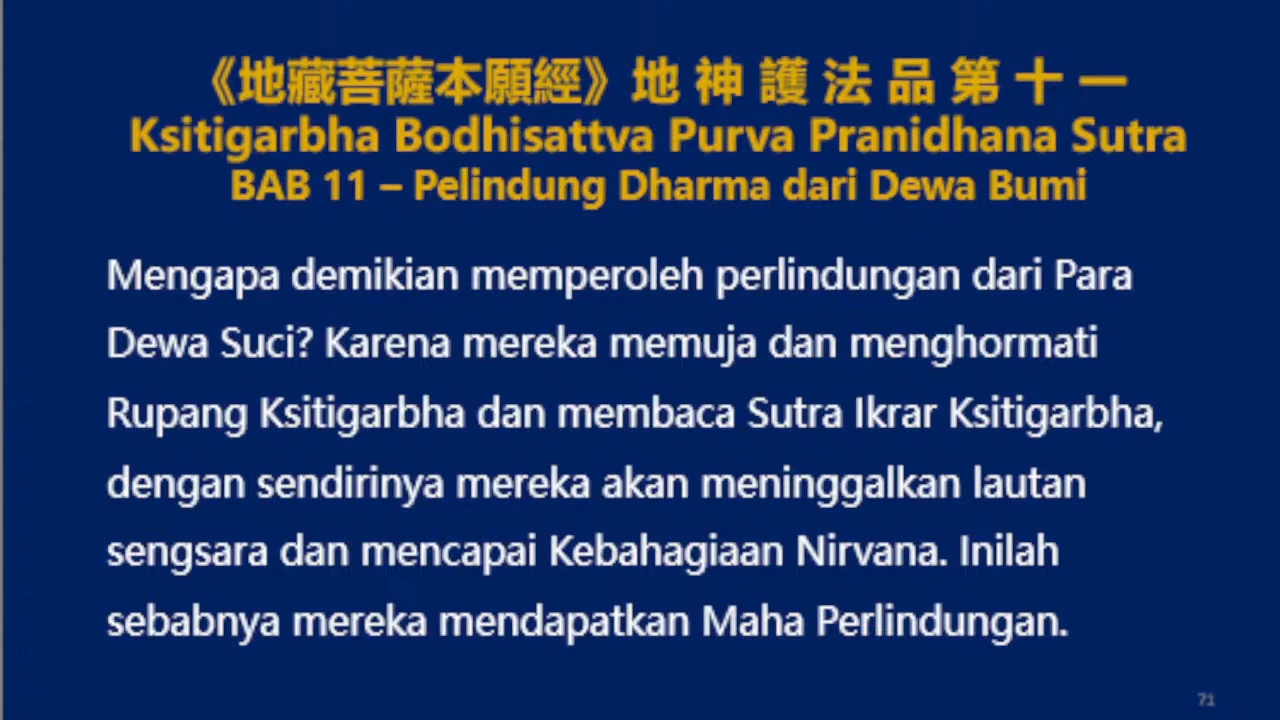 《地藏菩薩本願經》地 神 護 法 品 第 十 一
Ksitigarbha Bodhisattva Purva Pranidhana Sutra
BAB 11 – Pelindung Dharma dari Dewa Bumi
Mengapa demikian memperoleh perlindungan dari Para
Dewa Suci? Karena mereka memuja dan menghormati
Rupang Ksitigarbha dan membaca Sutra Ikrar Ksitigarbha,
dengan sendirinya mereka akan meninggalkan lautan
sengsara dan mencapai Kebahagiaan Nirvana. Inilah
sebabnya mereka mendapatkan Maha Perlindungan.
71